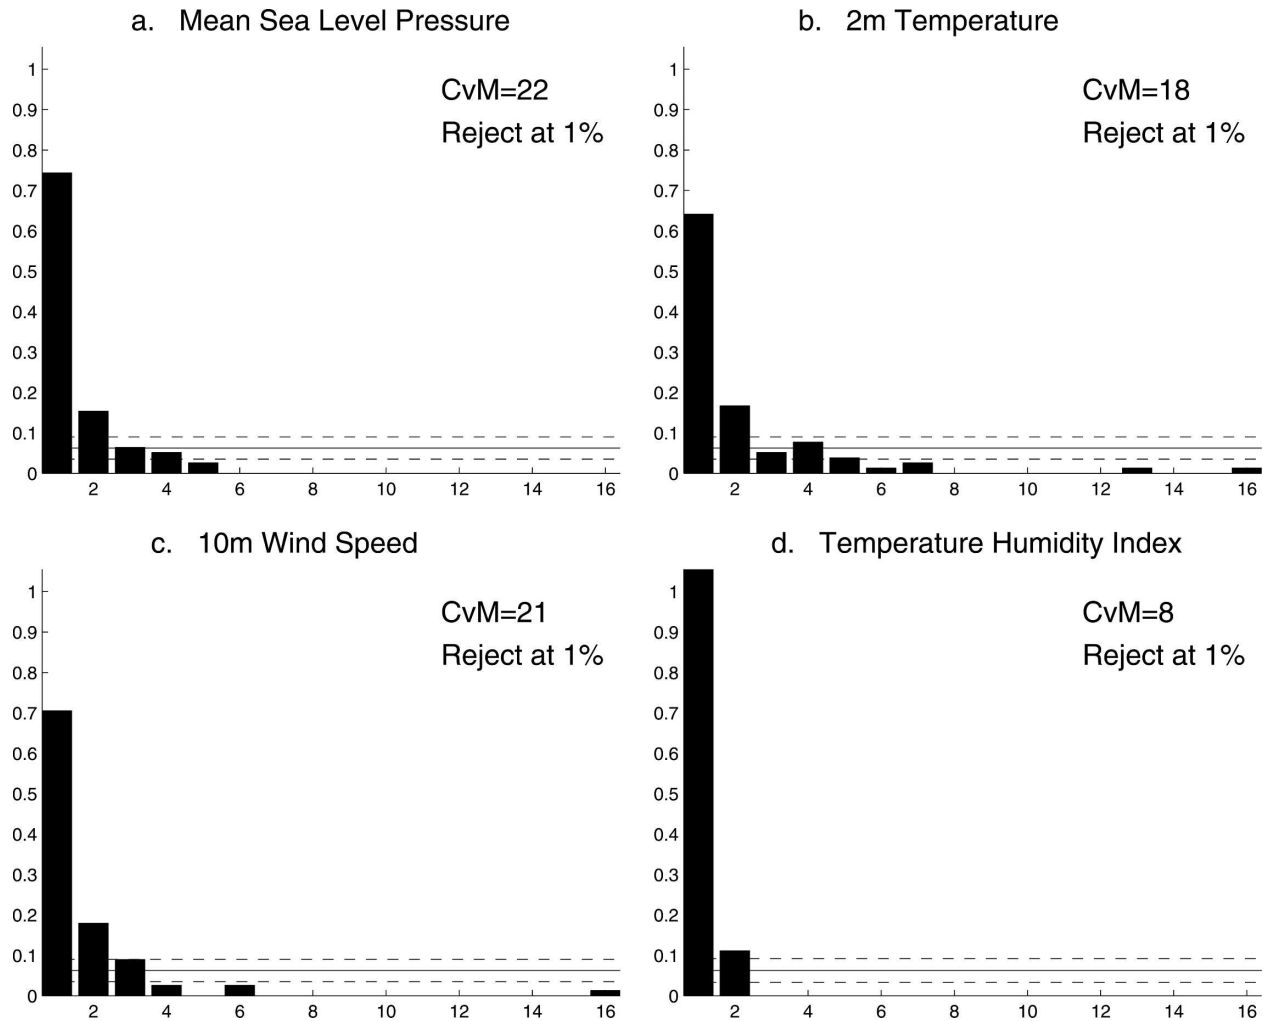 a. Mean Sea Level Pressure
CvM=22
Reject at 1%
1
0.9
0.8
0.7
0.6
0.5
0.4
0.3
0.2
0.1
0
2 4 6 8 10 12 14 16
b. 2m Temperature
CvM=18
Reject at 1%
1
0.9
0.8
0.7
0.6
0.5
0.4
0.3
0.2
0.1
0
2 4 6 8 10 12 14 16
c. 10m Wind Speed
CvM=21
Reject at 1%
1
0.9
0.8
0.7
0.6
0.5
0.4
0.3
0.2
0.1
0
2 4 6 8 10 12 14 16
d. Temperature Humidity Index
CvM=8
Reject at 1%
1
0.9
0.8
0.7
0.6
0.5
0.4
0.3
0.2
0.1
0
2 4 6 8 10 12 14 16